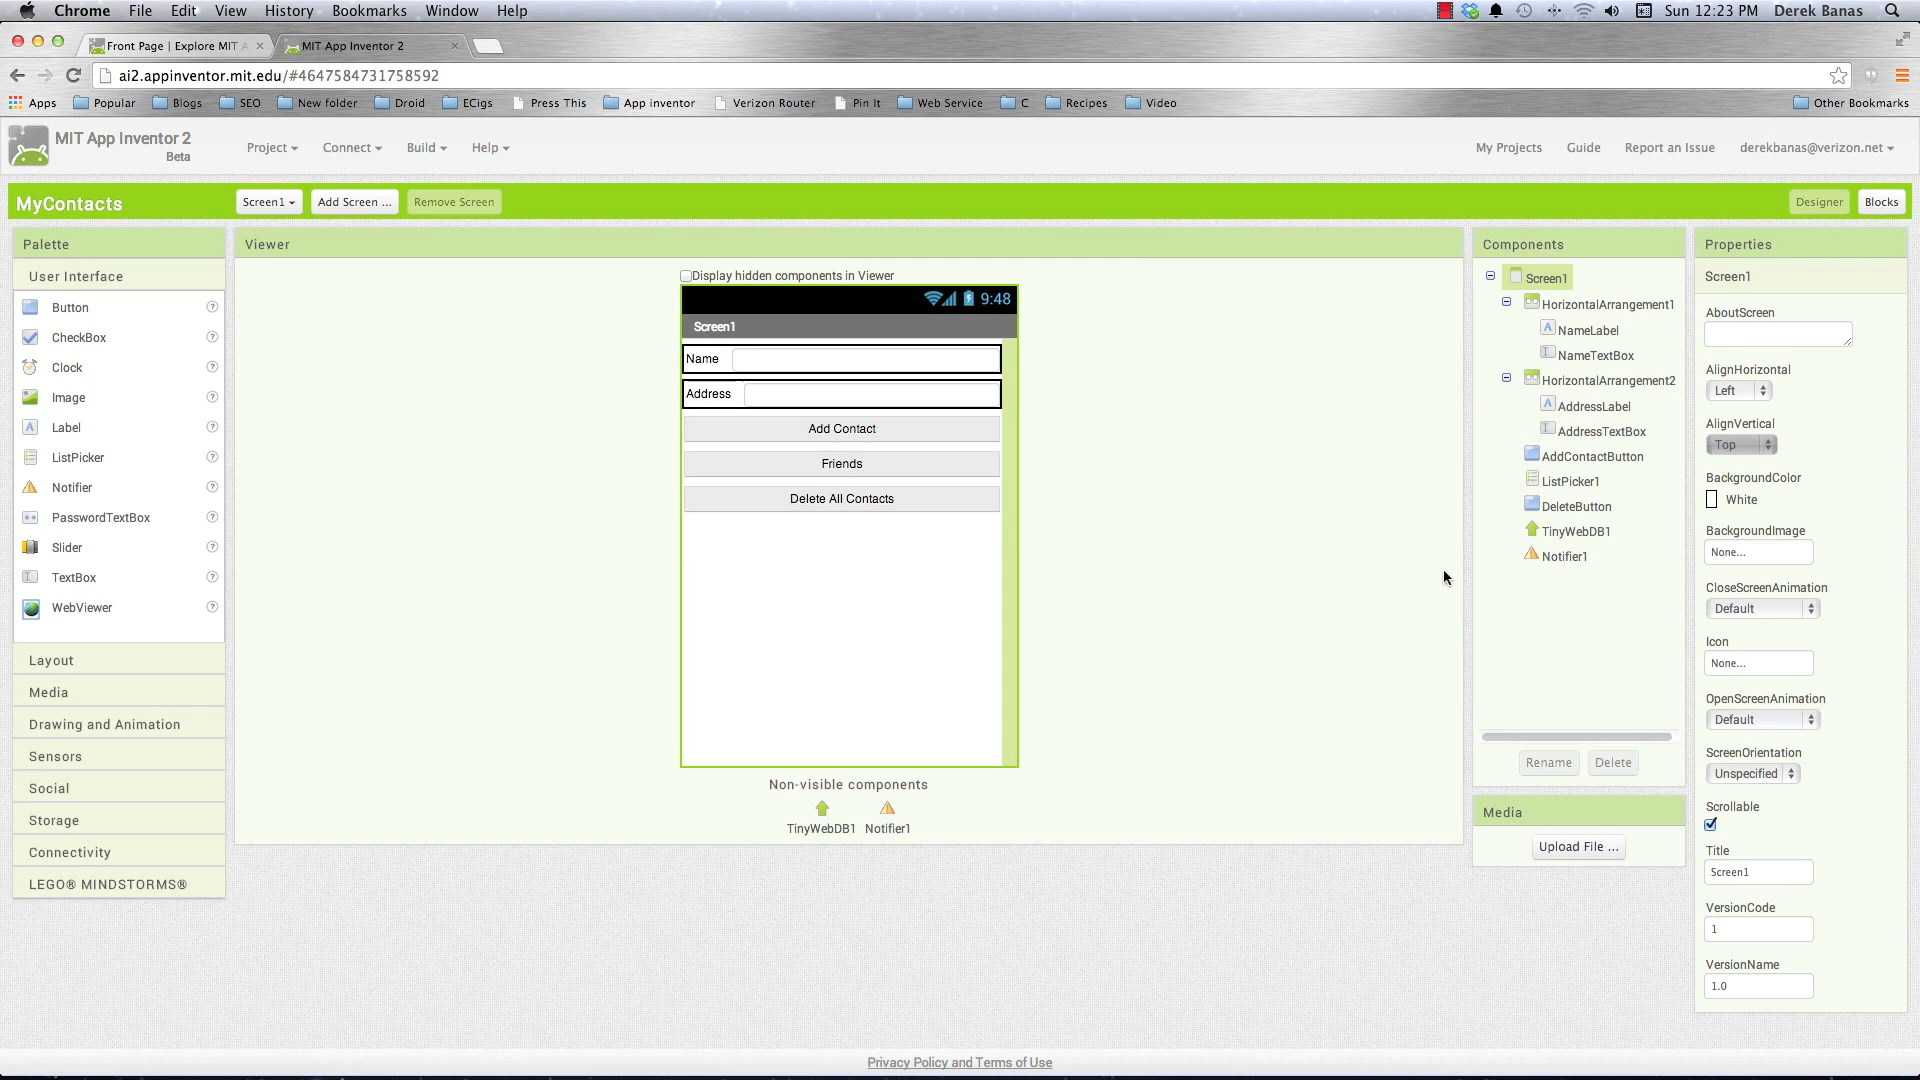 Chrome File Edit View History Bookmarks Window Help Sun 12:23 PM Derek Banas
Front Page | Explore MIT A
MIT App Inventor 2
ai2.appinventor.mit.edu/#4647584731758592
Apps Popular Blogs SEO New folder Droid ECigs Press This App inventor Verizon Router Pin It Web Service C Recipes Video Other Bookmarks
MIT App Inventor 2
Beta
Project Connect Build Help My Projects Guide Report an Issue derekbanas@verizon.net
MyContacts Screen1 Add Screen ... Remove Screen Designer Blocks
Palette
User Interface
Button
CheckBox
Clock
Image
Label
ListPicker
Notifier
PasswordTextBox
Slider
TextBox
WebViewer
Layout
Media
Drawing and Animation
Sensors
Social
Storage
Connectivity
LEGO® MINDSTORMS®
Viewer
Display hidden components in Viewer
9:48
Screen1
Name
Address
Add Contact
Friends
Delete All Contacts
Non-visible components
TinyWebDB1 Notifier1
Components
Screen1
HorizontalArrangement1
NameLabel
NameTextBox
HorizontalArrangement2
AddressLabel
AddressTextBox
AddContactButton
ListPicker1
DeleteButton
TinyWebDB1
Notifier1
Rename Delete
Media
Upload File ...
Properties
Screen1
AboutScreen
AlignHorizontal
Left
AlignVertical
Top
BackgroundColor
White
BackgroundImage
None...
CloseScreenAnimation
Default
Icon
None...
OpenScreenAnimation
Default
ScreenOrientation
Unspecified
Scrollable
Title
Screen1
VersionCode
1
VersionName
1.0
Privacy Policy and Terms of Use